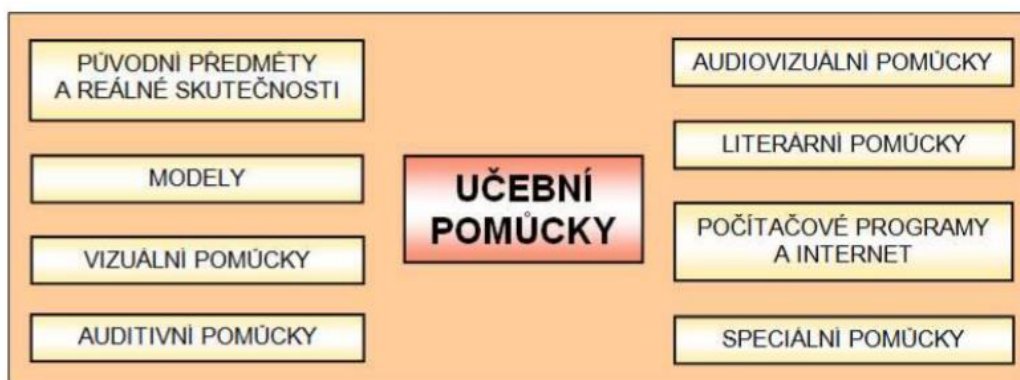 PŮVODNÍ PŘEDMĚTY
A REÁLNÉ SKUTEČNOSTI
MODELY
VIZUÁLNÍ POMŮCKY
AUDITIVNÍ POMŮCKY
UČEBNÍ
POMŮCKY
AUDIOVIZUÁLNÍ POMŮCKY
LITERÁRNÍ POMŮCKY
POČÍTAČOVÉ PROGRAMY
A INTERNET
SPECIÁLNÍ POMŮCKY